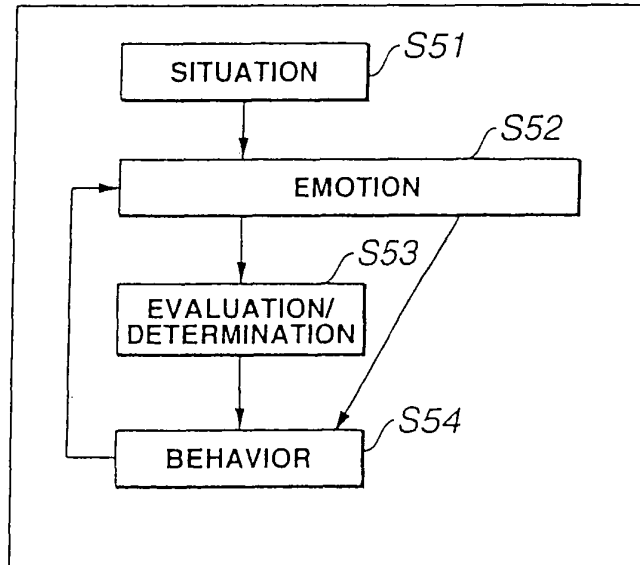 S51
SITUATION
S52
EMOTION
S53
EVALUATION/
DETERMINATION
S54
BEHAVIOR